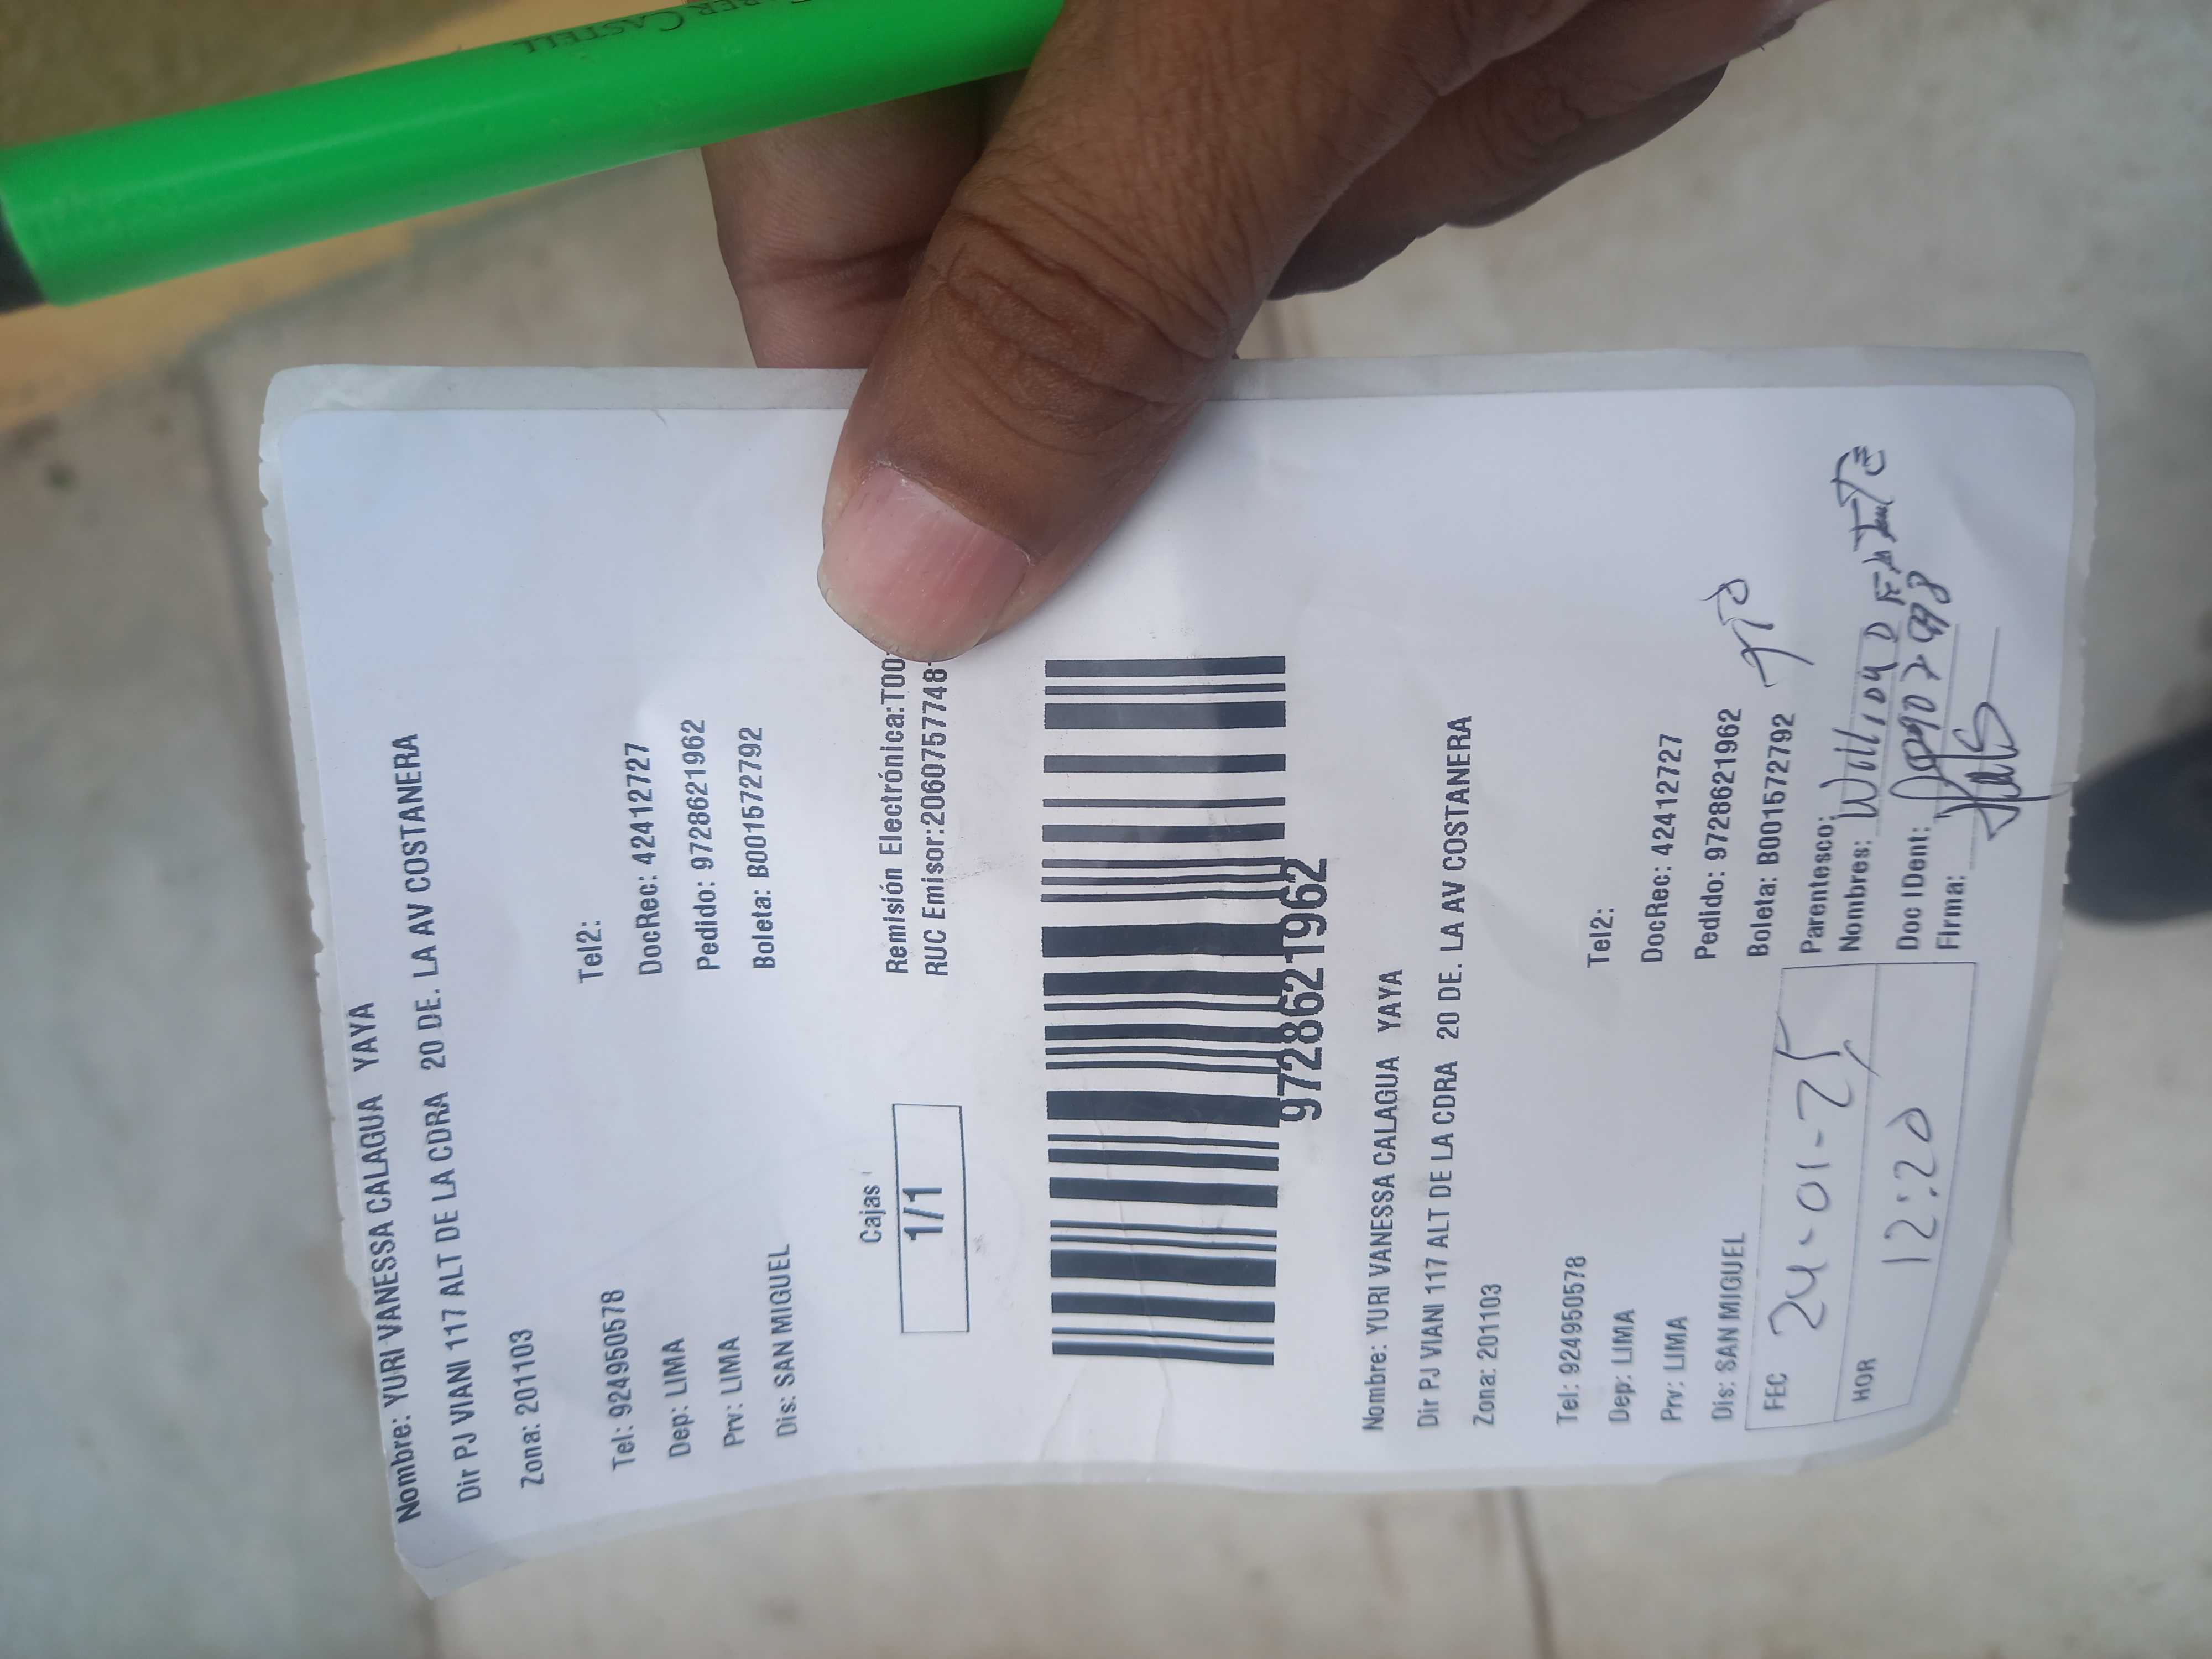 FABER CASTELL
Nombre: YURI VANESSA CALAGUA YAYA
Dir PJ VIANI 117 ALT DE LA CDRA 20 DE. LA AV COSTANERA
Zona: 201103
Tel: 924950578 Tel2:
Dep: LIMA DocRec: 42412727
Prv: LIMA Pedido: 9728621962
Dis: SAN MIGUEL Boleta: B001572792
Cajas Remisión Electrónica:T00
1/1 RUC Emisor:2060757748
9728621962
Nombre: YURI VANESSA CALAGUA YAYA
Dir PJ VIANI 117 ALT DE LA CDRA 20 DE. LA AV COSTANERA
Zona: 201103
Tel: 924950578 Tel2:
Dep: LIMA DocRec: 42412727
Prv: LIMA Pedido: 9728621962
Dis: SAN MIGUEL Boleta: B001572792
FEC 24-01-25 Parentesco: TIO
Nombres:
HOR 12:20 Doc IDent:
Firma: